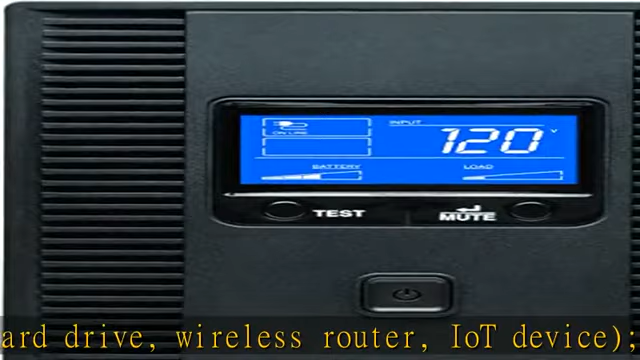 INPUT
ON LINE
120 V
BATTERY LOAD
TEST MUTE
ard drive, wireless router, IoT device);